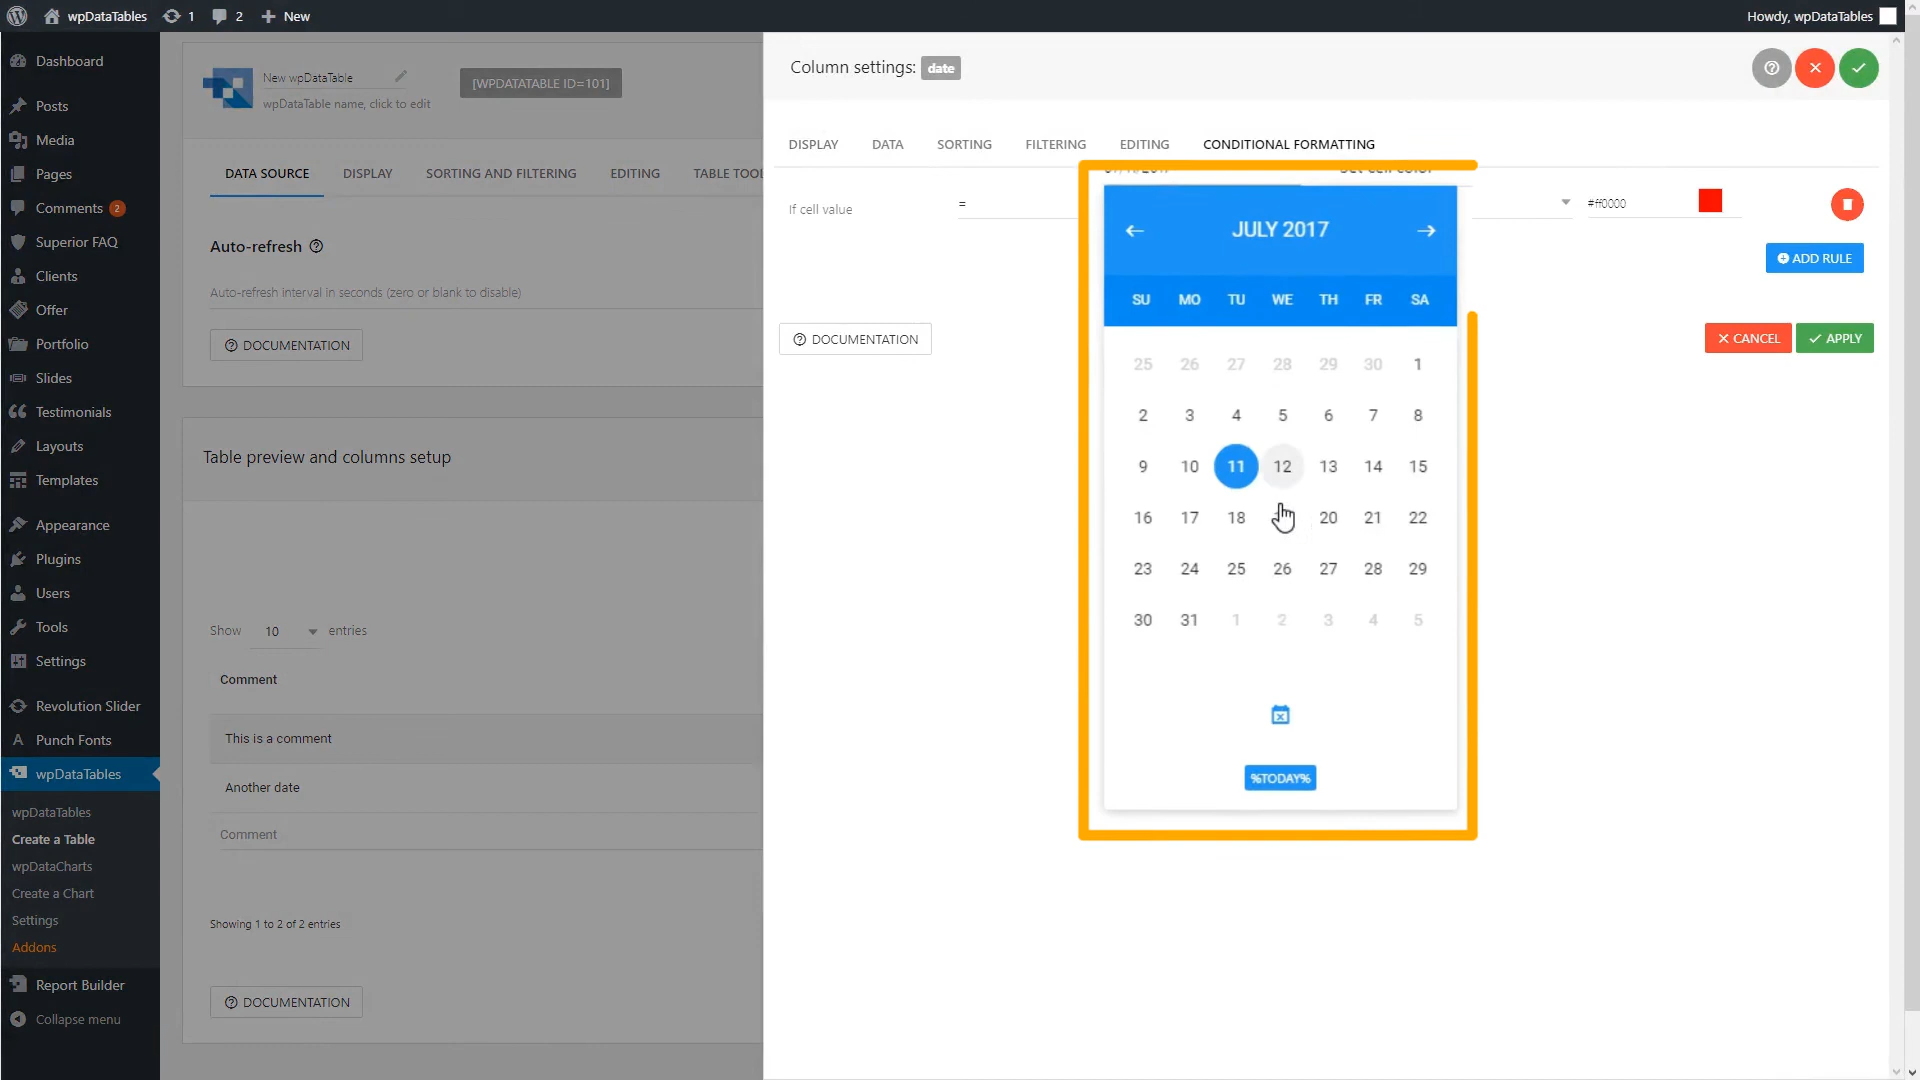 wpDataTables 1 2 New Howdy, wpDataTables
Dashboard
Posts
Media
Pages
Comments 2
Superior FAQ
Clients
Offer
Portfolio
Slides
Testimonials
Layouts
Templates
Appearance
Plugins
Users
Tools
Settings
Revolution Slider
Punch Fonts
wpDataTables
wpDataTables
Create a Table
wpDataCharts
Create a Chart
Settings
Addons
Report Builder
Collapse menu
New wpDataTable
wpDataTable name, click to edit
[WPDATATABLE ID=101]
DATA SOURCE DISPLAY SORTING AND FILTERING EDITING TABLE TOOL
Auto-refresh
Auto-refresh interval in seconds (zero or blank to disable)
DOCUMENTATION
Table preview and columns setup
Show 10 entries
Comment
This is a comment
Another date
Comment
Showing 1 to 2 of 2 entries
DOCUMENTATION
Column settings: date
DISPLAY DATA SORTING FILTERING EDITING CONDITIONAL FORMATTING
If cell value = #ff0000
ADD RULE
DOCUMENTATION
CANCEL APPLY
JULY 2017
SU MO TU WE TH FR SA
25 26 27 28 29 30 1
2 3 4 5 6 7 8
9 10 11 12 13 14 15
16 17 18 20 21 22
23 24 25 26 27 28 29
30 31 1 2 3 4 5
%TODAY%